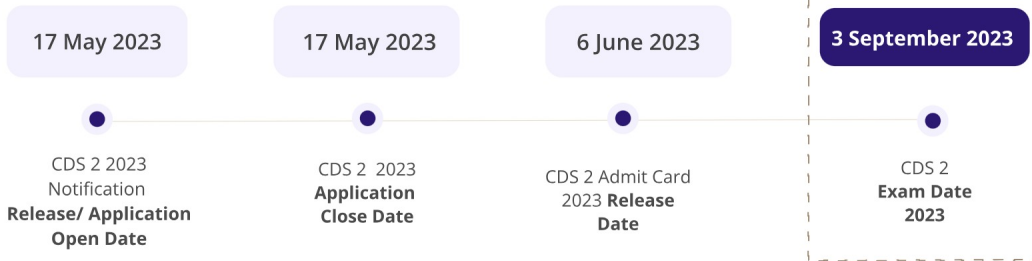 17 May 2023
17 May 2023
6 June 2023
3 September 2023
CDS 2 2023
Notification
Release/ Application
Open Date
CDS 2 2023
Application
Close Date
CDS 2 Admit Card
2023 Release
Date
CDS 2
Exam Date
2023